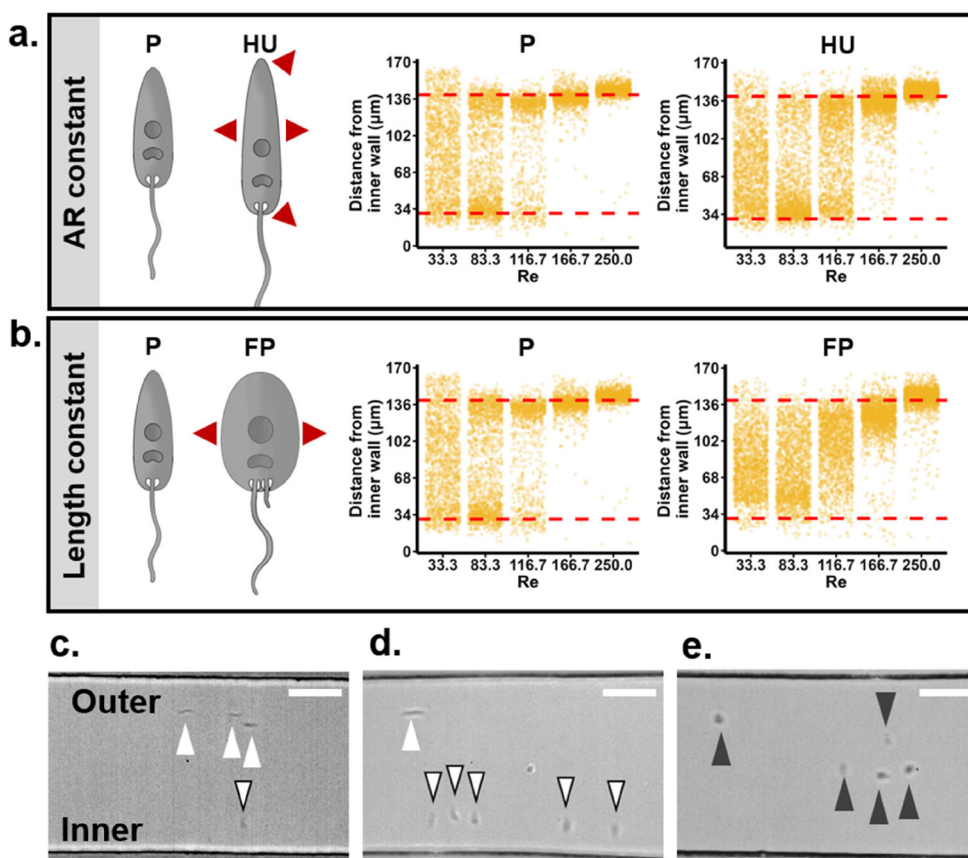 a.
AR constant
P HU
P
Distance from
inner wall (µm)
170
136
102
68
34
0
33.3 83.3 116.7 166.7 250.0
Re
HU
Distance from
inner wall (µm)
170
136
102
68
34
0
33.3 83.3 116.7 166.7 250.0
Re
b.
Length constant
P FP
P
Distance from
inner wall (µm)
170
136
102
68
34
0
33.3 83.3 116.7 166.7 250.0
Re
FP
Distance from
inner wall (µm)
170
136
102
68
34
0
33.3 83.3 116.7 166.7 250.0
Re
c.
Outer
Inner
d.
e.